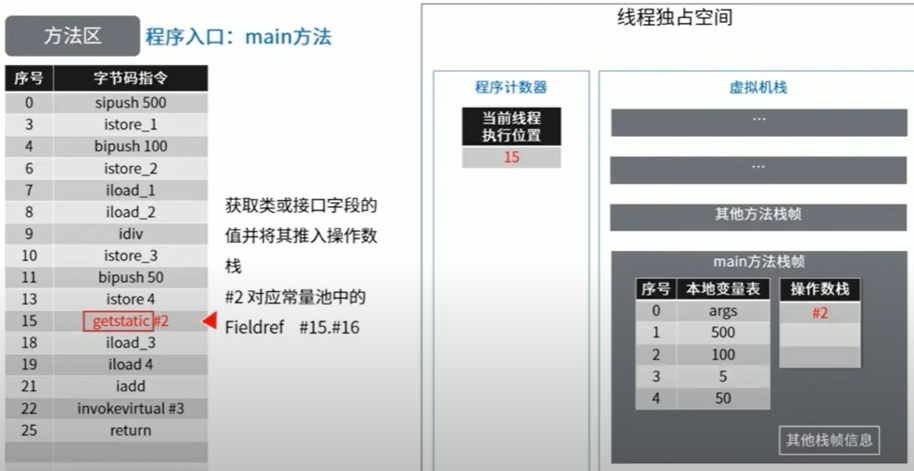 方法区
程序入口：main方法
序号 字节码指令
0 sipush 500
3 istore_1
4 bipush 100
6 istore_2
7 iload_1
8 iload_2
9 idiv
10 istore_3
11 bipush 50
13 istore 4
15 getstatic #2
18 iload_3
19 iload 4
21 iadd
22 invokevirtual #3
25 return
获取类或接口字段的
值并将其推入操作数
栈
#2 对应常量池中的
Fieldref #15.#16
线程独占空间
程序计数器
当前线程
执行位置
15
虚拟机栈
...
...
其他方法栈帧
main方法栈帧
序号 本地变量表
0 args
1 500
2 100
3 5
4 50
操作数栈
#2
其他栈帧信息